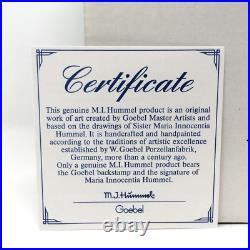 Certificate
This genuine M.I. Hummel product is an original
work of art created by Goebel Master Artists and
based on the drawings of Sister Maria Innocentia
Hummel. It is handcrafted and handpainted
according to the traditions of artistic excellence
established by W. Goebel Porzellanfabrik,
Germany, more than a century ago.
Only a genuine M.I. Hummel product bears
the Goebel backstamp and the signature of
Maria Innocentia Hummel.
M.J. Hummel
Goebel
watchcertificate.com